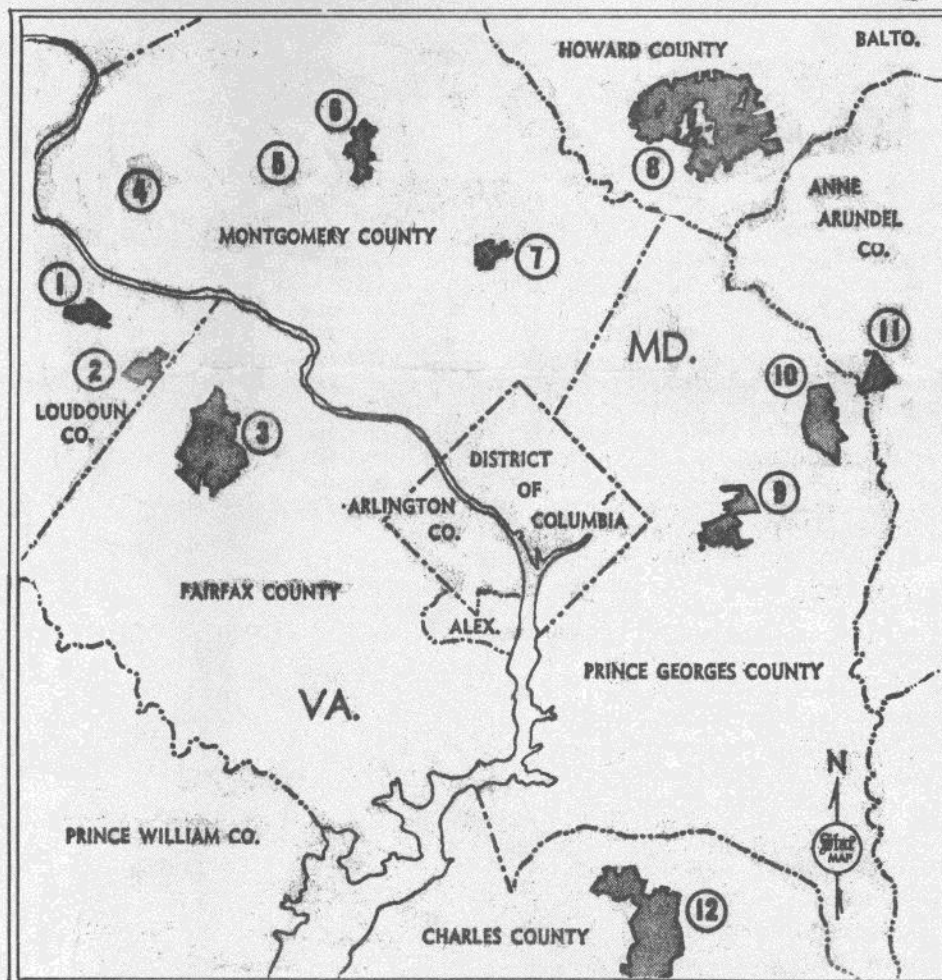 HOWARD COUNTY
BALTO.
6
5
4
8
ANNE
ARUNDEL
CO.
MONTGOMERY COUNTY
7
1
MD.
11
2
10
LOUDOUN
CO.
3
DISTRICT
OF
COLUMBIA
ARLINGTON
CO.
9
FAIRFAX COUNTY
ALEX.
PRINCE GEORGES COUNTY
VA.
N
PRINCE WILLIAM CO.
Star
MAP
12
CHARLES COUNTY